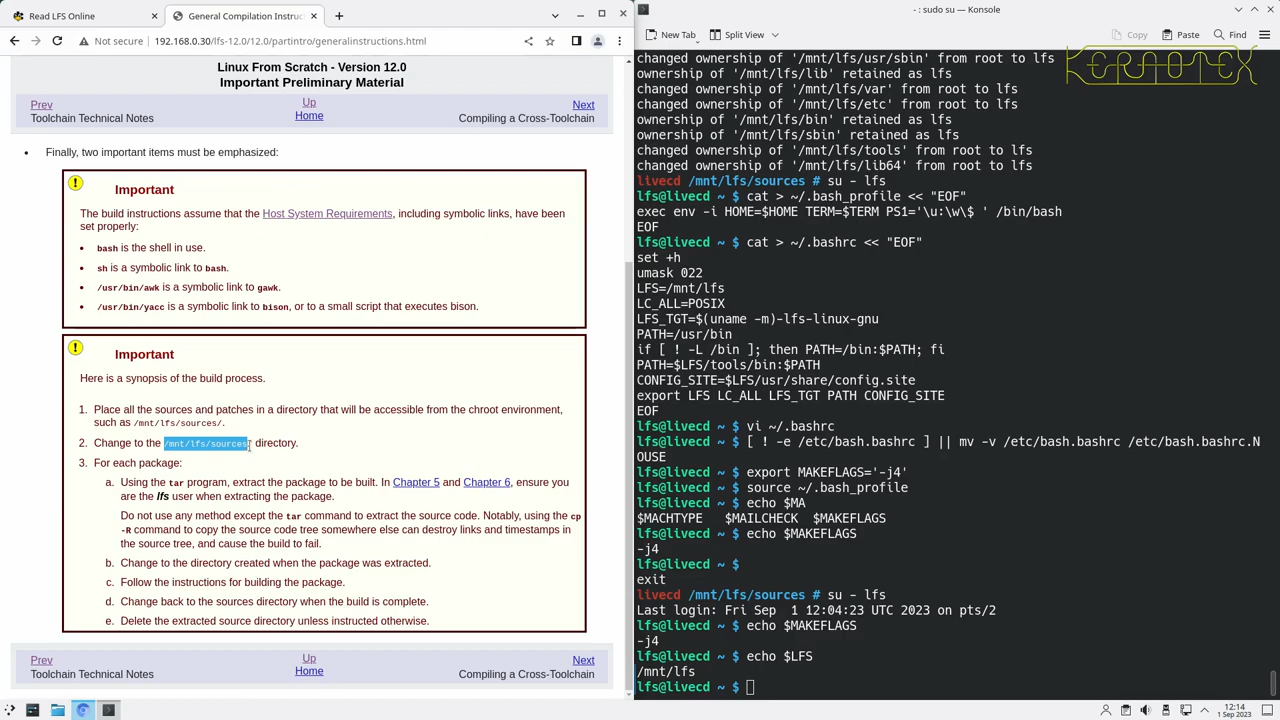 Read LFS Online
General Compilation Instruc
Not secure
192.168.0.30/lfs-12.0/12.0/partintro/generalinstructions.html
Linux From Scratch - Version 12.0
Important Preliminary Material
Prev
Up
Next
Toolchain Technical Notes
Home
Compiling a Cross-Toolchain
Finally, two important items must be emphasized:
Important
The build instructions assume that the Host System Requirements, including symbolic links, have been
set properly:
bash is the shell in use.
sh is a symbolic link to bash.
/usr/bin/awk is a symbolic link to gawk.
/usr/bin/yacc is a symbolic link to bison, or to a small script that executes bison.
Important
Here is a synopsis of the build process.
1. Place all the sources and patches in a directory that will be accessible from the chroot environment,
such as /mnt/lfs/sources/.
2. Change to the /mnt/lfs/sources/ directory.
3. For each package:
a. Using the tar program, extract the package to be built. In Chapter 5 and Chapter 6, ensure you
are the lfs user when extracting the package.
Do not use any method except the tar command to extract the source code. Notably, using the cp
-R command to copy the source code tree somewhere else can destroy links and timestamps in
the source tree, and cause the build to fail.
b. Change to the directory created when the package was extracted.
c. Follow the instructions for building the package.
d. Change back to the sources directory when the build is complete.
e. Delete the extracted source directory unless instructed otherwise.
Prev
Up
Next
Toolchain Technical Notes
Home
Compiling a Cross-Toolchain
- : sudo su — Konsole
New Tab
Split View
Copy
Paste
Find
KERNOTEX
changed ownership of '/mnt/lfs/usr/sbin' from root to lfs
ownership of '/mnt/lfs/lib' retained as lfs
changed ownership of '/mnt/lfs/var' from root to lfs
changed ownership of '/mnt/lfs/etc' from root to lfs
ownership of '/mnt/lfs/bin' retained as lfs
ownership of '/mnt/lfs/sbin' retained as lfs
changed ownership of '/mnt/lfs/tools' from root to lfs
changed ownership of '/mnt/lfs/lib64' from root to lfs
livecd /mnt/lfs/sources # su - lfs
lfs@livecd ~ $ cat > ~/.bash_profile << "EOF"
exec env -i HOME=$HOME TERM=$TERM PS1='\u:\w\$ ' /bin/bash
EOF
lfs@livecd ~ $ cat > ~/.bashrc << "EOF"
set +h
umask 022
LFS=/mnt/lfs
LC_ALL=POSIX
LFS_TGT=$(uname -m)-lfs-linux-gnu
PATH=/usr/bin
if [ ! -L /bin ]; then PATH=/bin:$PATH; fi
PATH=$LFS/tools/bin:$PATH
CONFIG_SITE=$LFS/usr/share/config.site
export LFS LC_ALL LFS_TGT PATH CONFIG_SITE
EOF
lfs@livecd ~ $ vi ~/.bashrc
lfs@livecd ~ $ [ ! -e /etc/bash.bashrc ] || mv -v /etc/bash.bashrc /etc/bash.bashrc.N
OUSE
lfs@livecd ~ $ export MAKEFLAGS='-j4'
lfs@livecd ~ $ source ~/.bash_profile
lfs@livecd ~ $ echo $MA
$MACHTYPE $MAILCHECK $MAKEFLAGS
lfs@livecd ~ $ echo $MAKEFLAGS
-j4
lfs@livecd ~ $
exit
livecd /mnt/lfs/sources # su - lfs
Last login: Fri Sep 1 12:04:23 UTC 2023 on pts/2
lfs@livecd ~ $ echo $MAKEFLAGS
-j4
lfs@livecd ~ $ echo $LFS
/mnt/lfs
lfs@livecd ~ $
12:14
1 Sep 2023